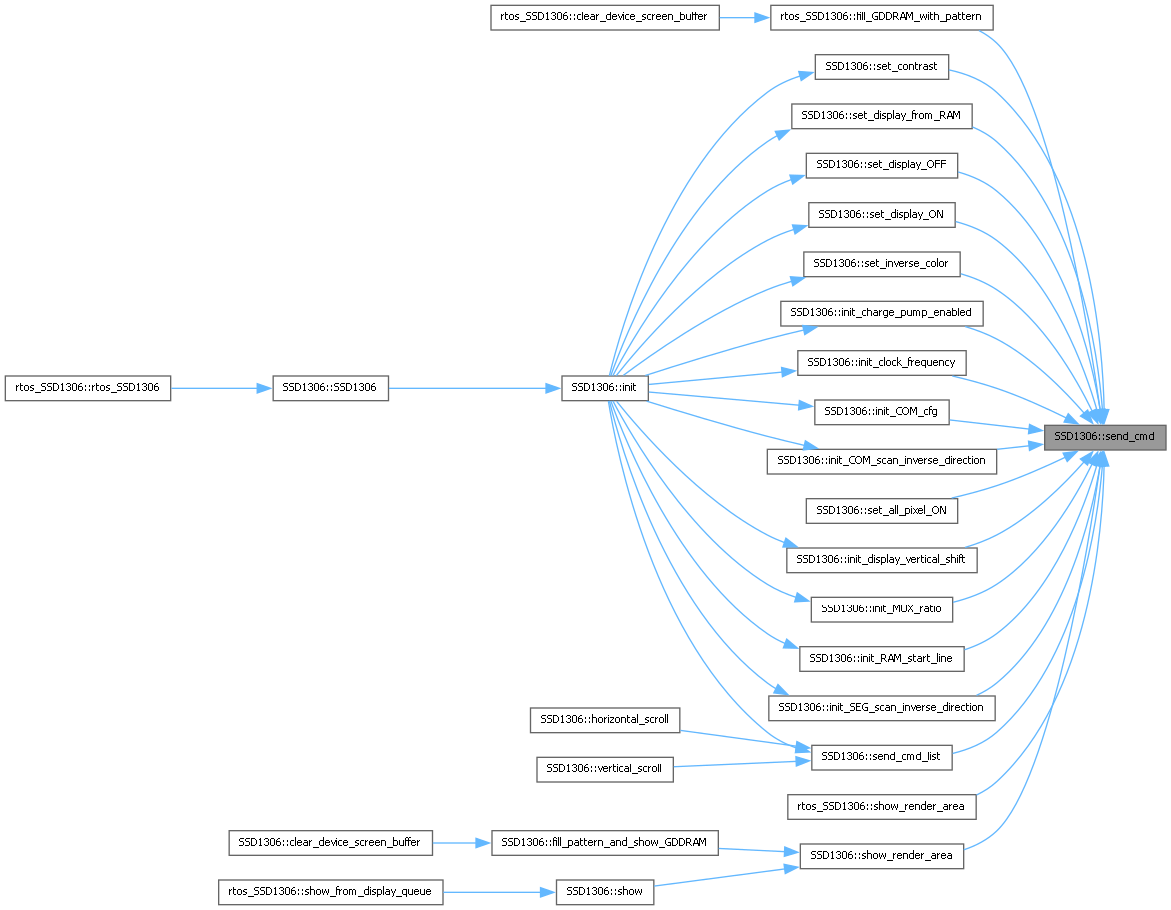 rtos_SSD1306::clear_device_screen_buffer
rtos_SSD1306::fill_GDDRAM_with_pattern
SSD1306::set_contrast
SSD1306::set_display_from_RAM
SSD1306::set_display_OFF
SSD1306::set_display_ON
SSD1306::set_inverse_color
SSD1306::init_charge_pump_enabled
SSD1306::init_clock_frequency
rtos_SSD1306::rtos_SSD1306
SSD1306::SSD1306
SSD1306::init
SSD1306::init_COM_cfg
SSD1306::send_cmd
SSD1306::init_COM_scan_inverse_direction
SSD1306::set_all_pixel_ON
SSD1306::init_display_vertical_shift
SSD1306::init_MUX_ratio
SSD1306::init_RAM_start_line
SSD1306::init_SEG_scan_inverse_direction
SSD1306::horizontal_scroll
SSD1306::send_cmd_list
SSD1306::vertical_scroll
rtos_SSD1306::show_render_area
SSD1306::clear_device_screen_buffer
SSD1306::fill_pattern_and_show_GDDRAM
SSD1306::show_render_area
rtos_SSD1306::show_from_display_queue
SSD1306::show